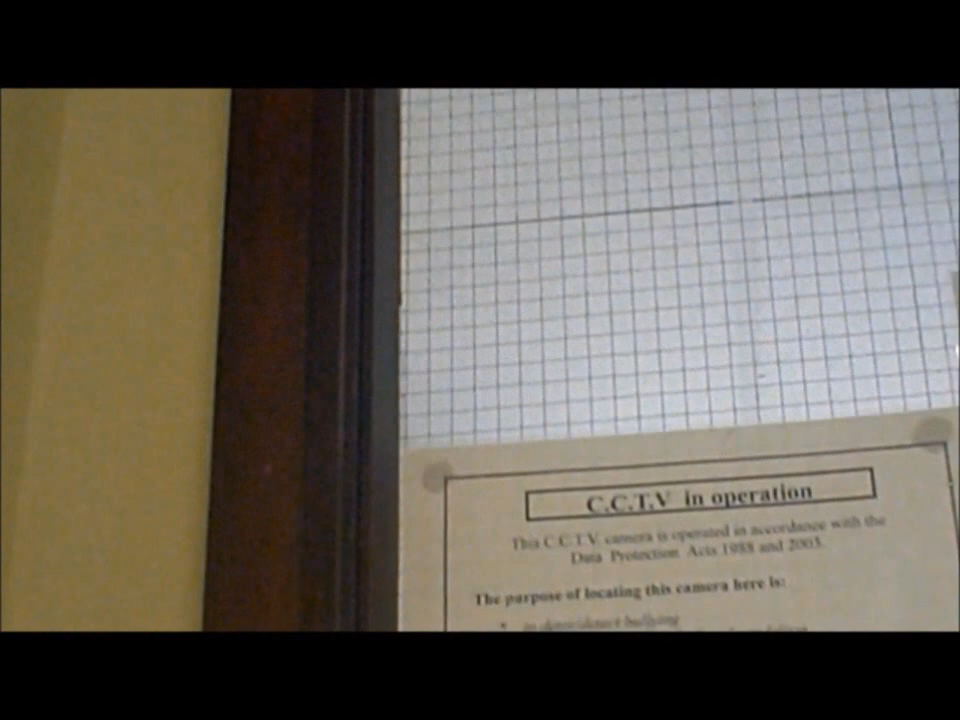 C.C.T.V in operation
This C.C.T.V. camera is operated in accordance with the
Data Protection Acts 1988 and 2003.
The purpose of locating this camera here is:
bullying